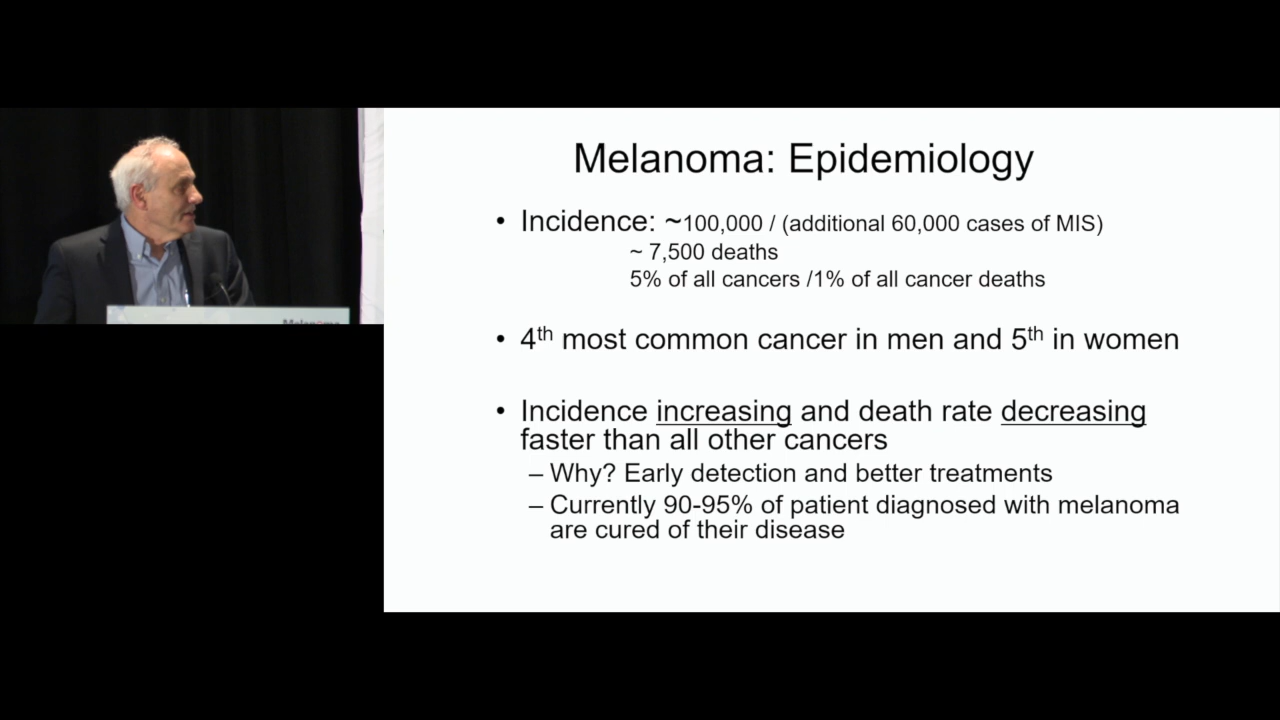 Melanoma: Epidemiology
• Incidence: ~100,000 / (additional 60,000 cases of MIS)
~ 7,500 deaths
5% of all cancers /1% of all cancer deaths
• 4th most common cancer in men and 5th in women
• Incidence increasing and death rate decreasing
faster than all other cancers
– Why? Early detection and better treatments
– Currently 90-95% of patient diagnosed with melanoma
are cured of their disease
Melanoma